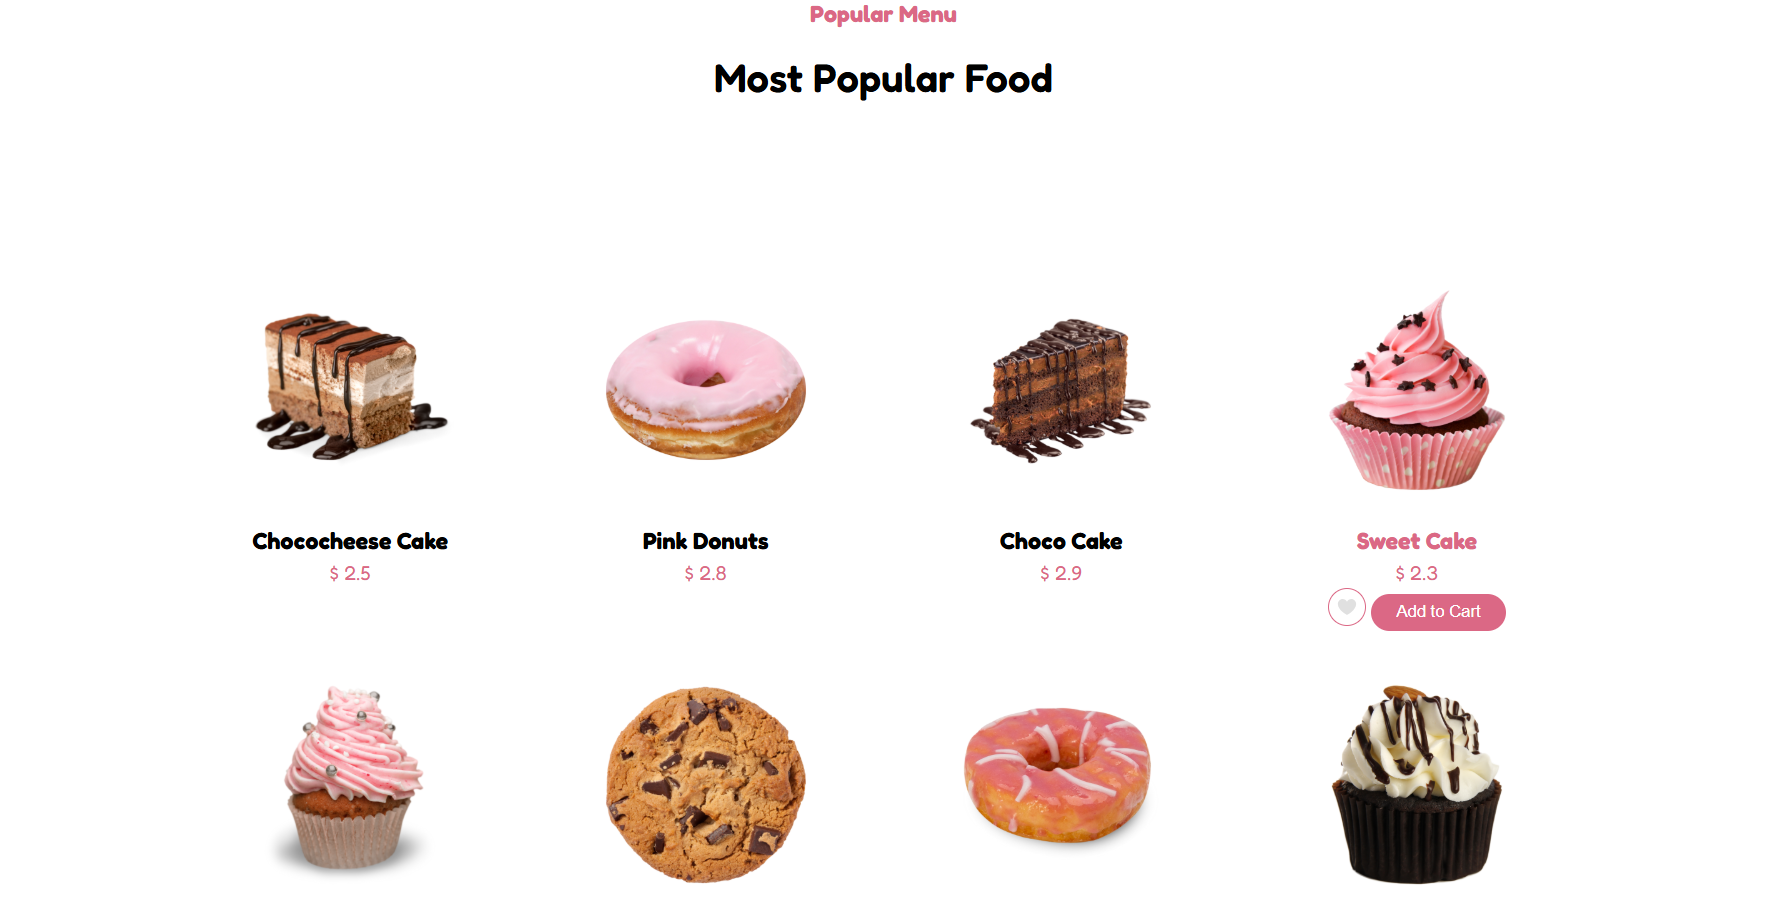 Popular Menu
Most Popular Food
Chococheese Cake
$ 2.5
Pink Donuts
$ 2.8
Choco Cake
$ 2.9
Sweet Cake
$ 2.3
Add to Cart